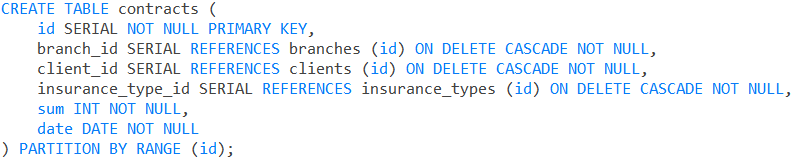 CREATE TABLE contracts (
    id SERIAL NOT NULL PRIMARY KEY,
    branch_id SERIAL REFERENCES branches (id) ON DELETE CASCADE NOT NULL,
    client_id SERIAL REFERENCES clients (id) ON DELETE CASCADE NOT NULL,
    insurance_type_id SERIAL REFERENCES insurance_types (id) ON DELETE CASCADE NOT NULL,
    sum INT NOT NULL,
    date DATE NOT NULL
) PARTITION BY RANGE (id);